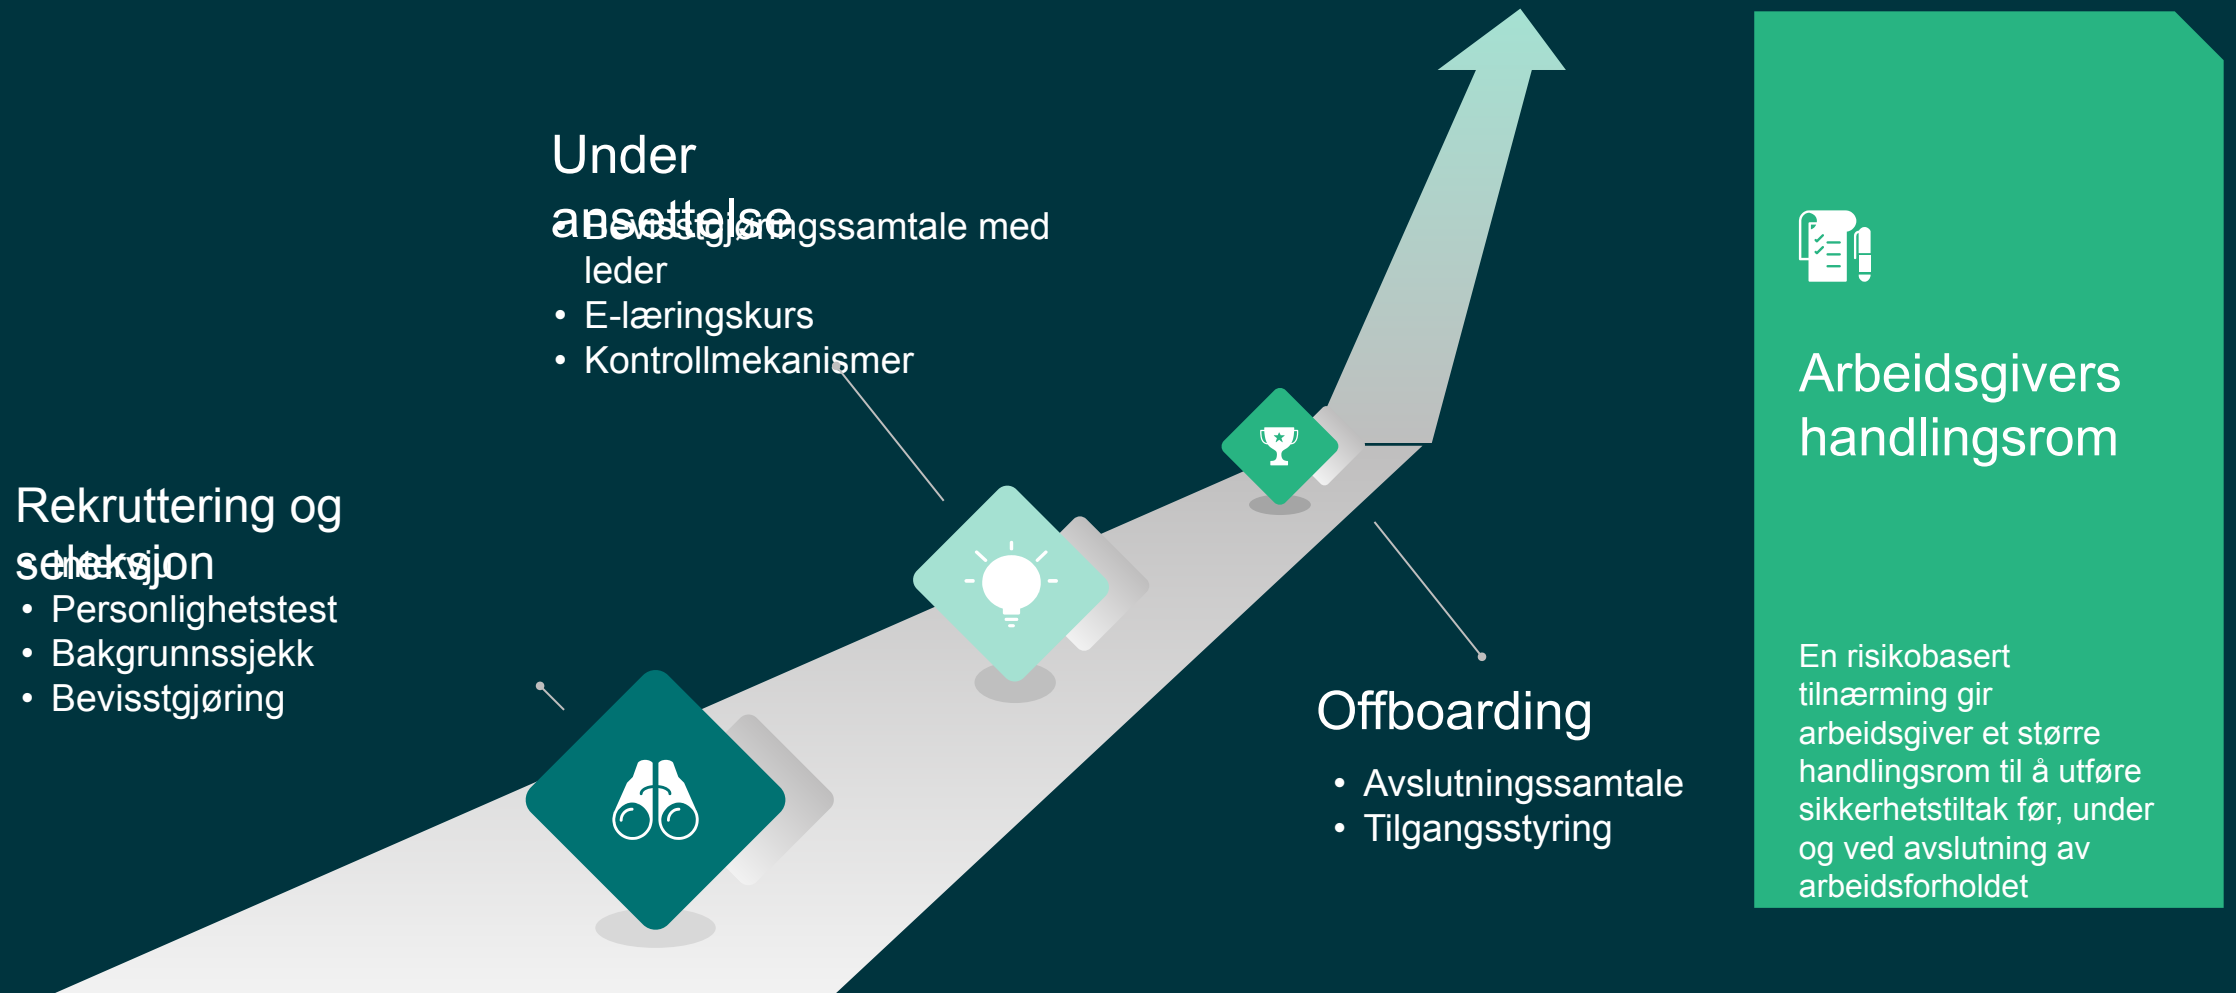 Under
ansettelse
• Bevisstgjøringssamtale med
leder
• E-læringskurs
• Kontrollmekanismer
Rekruttering og
seleksjon
• Intervju
• Personlighetstest
• Bakgrunnssjekk
• Bevisstgjøring
Offboarding
• Avslutningssamtale
• Tilgangsstyring
Arbeidsgivers
handlingsrom
En risikobasert
tilnærming gir
arbeidsgiver et større
handlingsrom til å utføre
sikkerhetstiltak før, under
og ved avslutning av
arbeidsforholdet